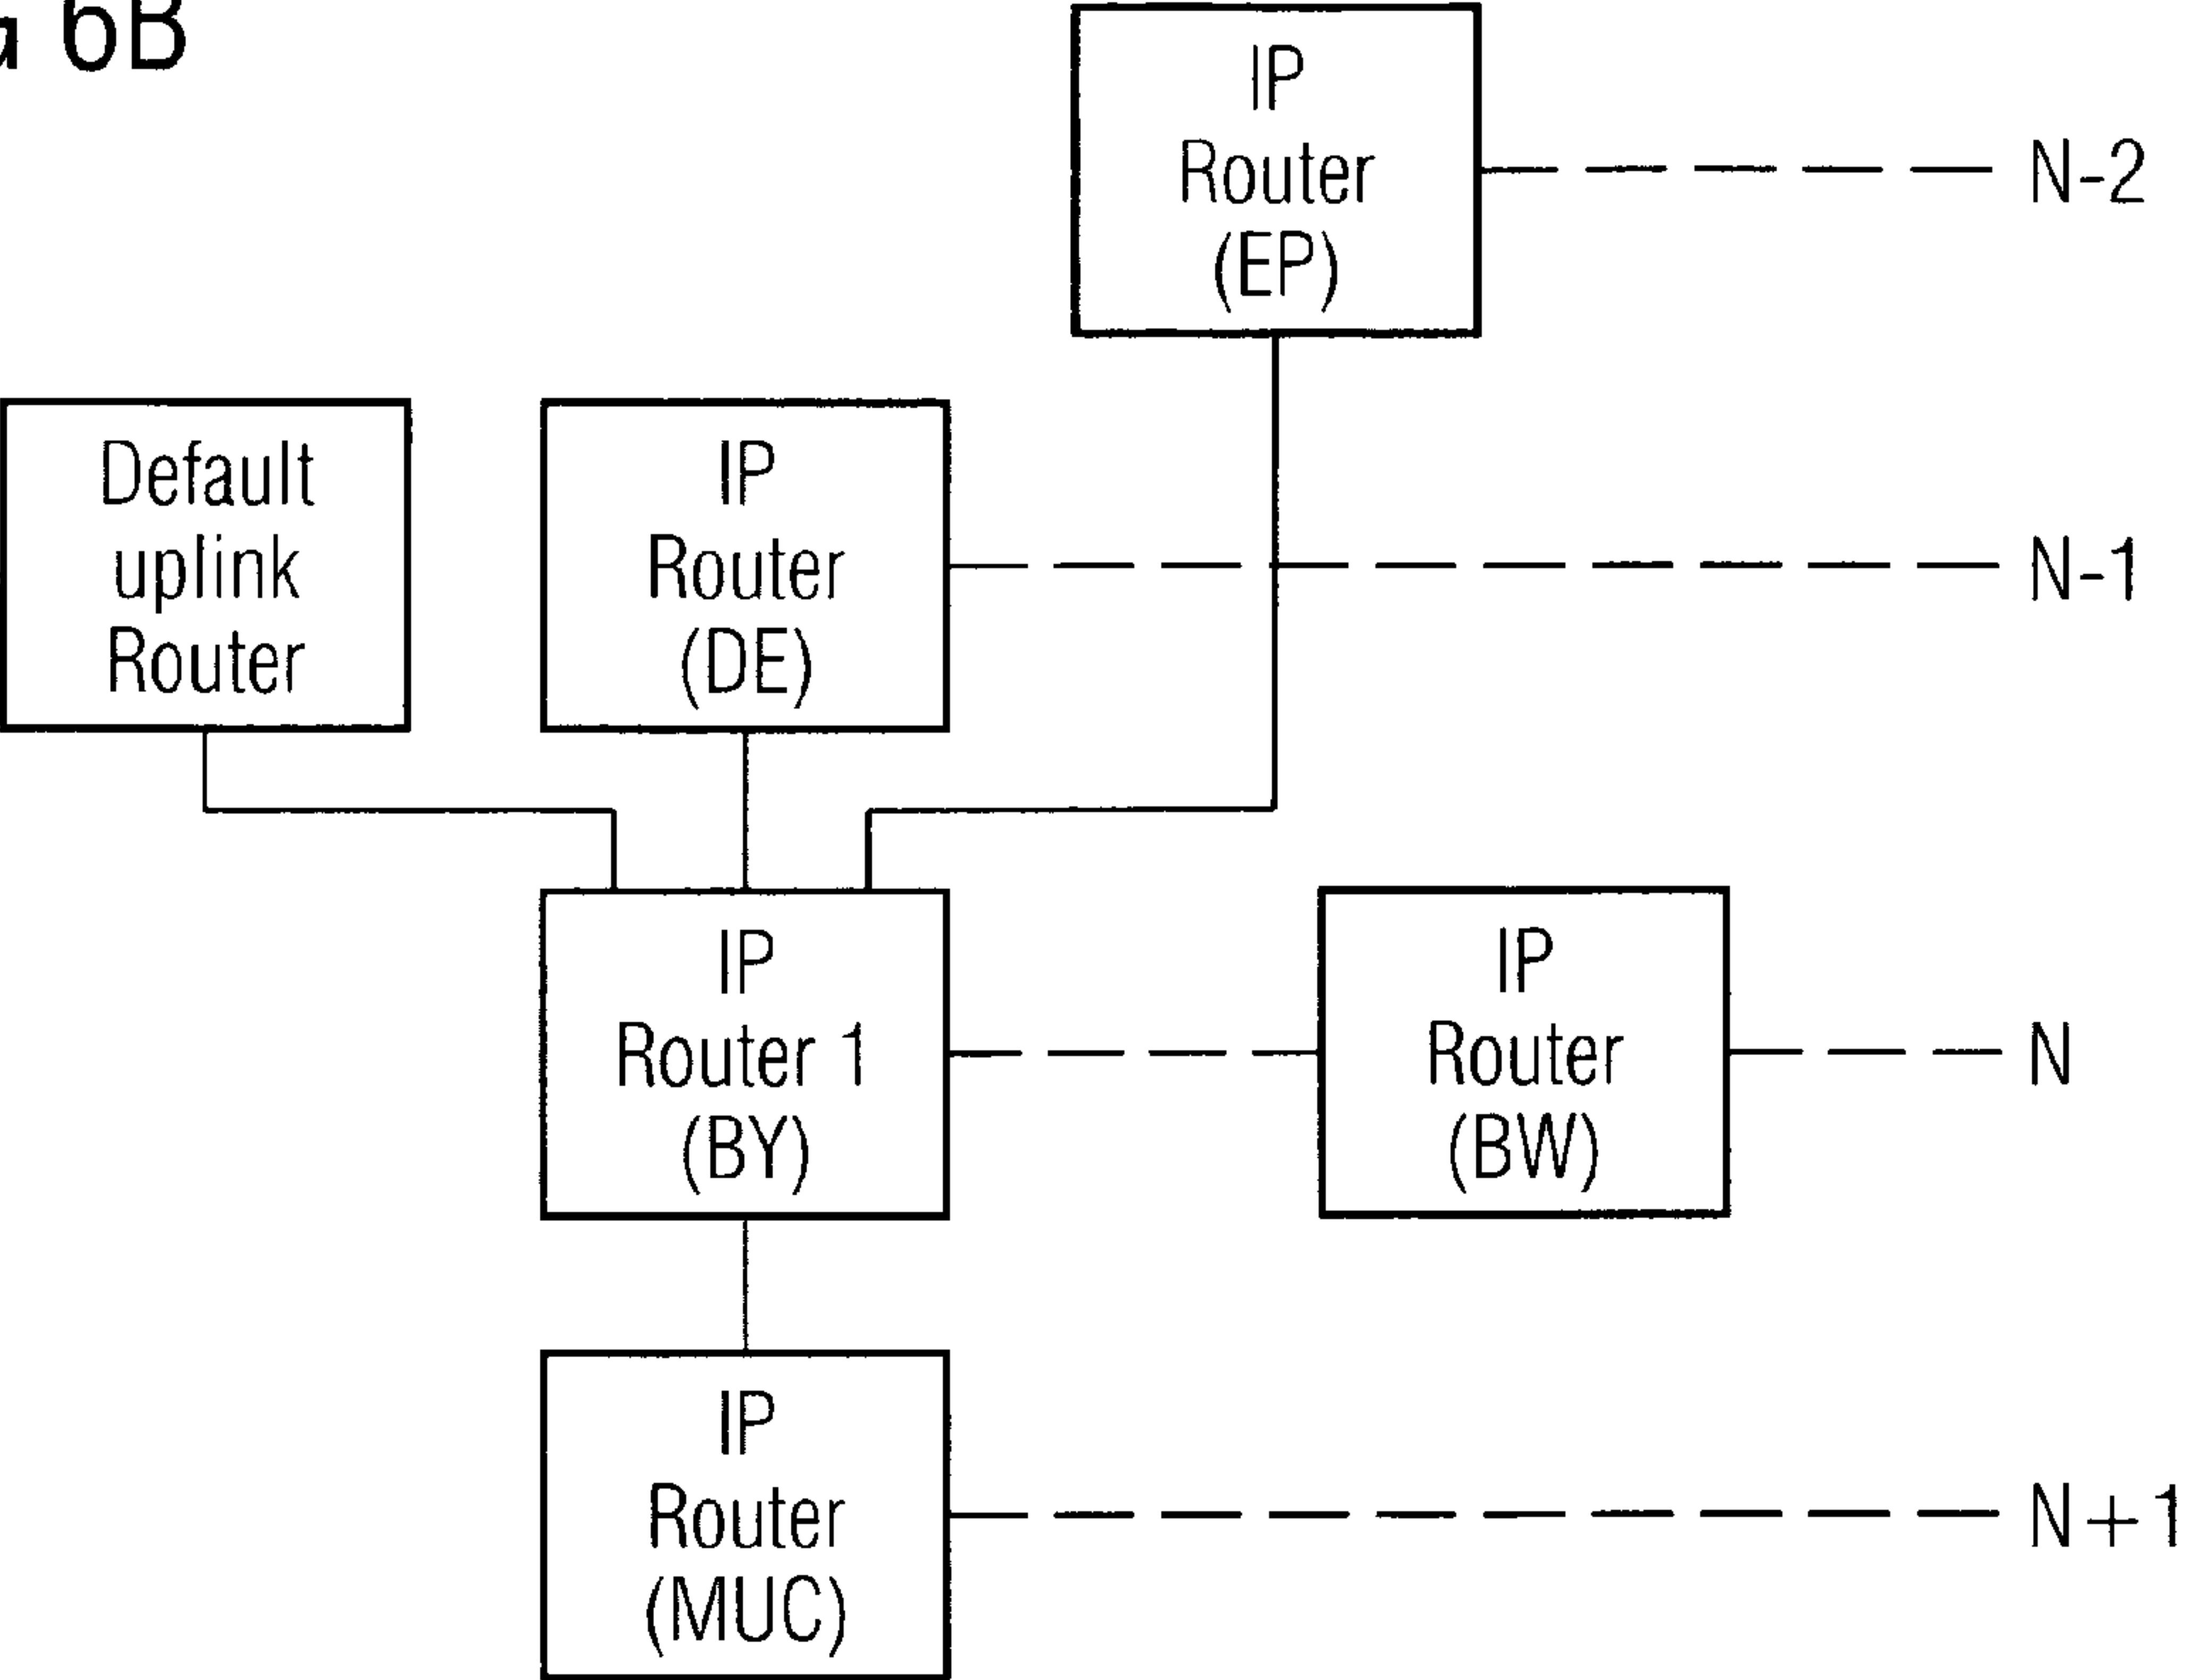 6B
IP
Router
(EP)
N-2
Default
uplink
Router
IP
Router
(DE)
N-1
IP
Router 1
(BY)
IP
Router
(BW)
N
IP
Router
(MUC)
N+1